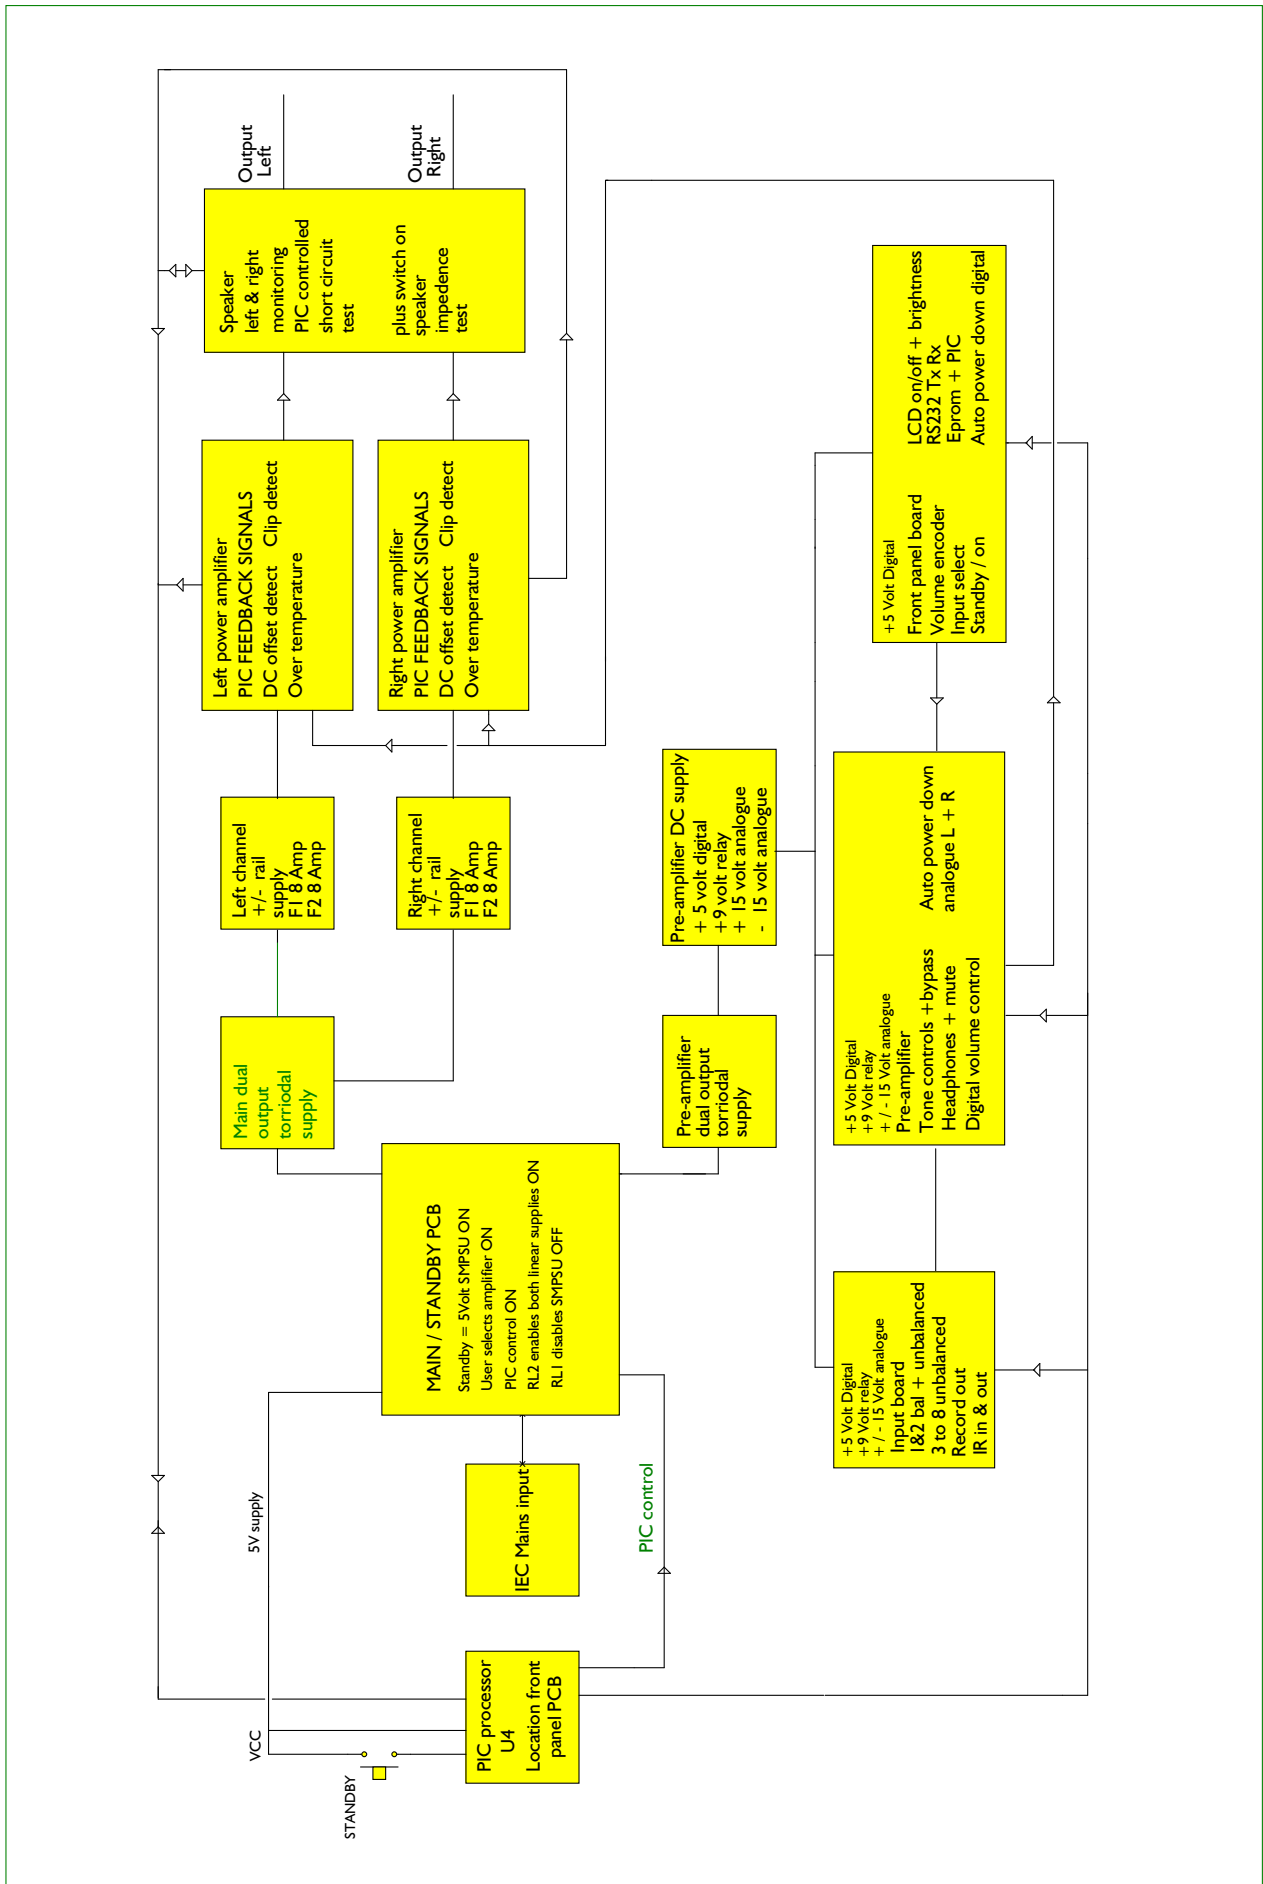 STANDBY
VCC
5V supply
PIC processor
U4
Location front
panel PCB
IEC Mains input
PIC control
MAIN / STANDBY PCB
Standby = 5Volt SMPSU ON
User selects amplifier ON
PIC control ON
RL2 enables both linear supplies ON
RL1 disables SMPSU OFF
Main dual
output
torriodal
supply
Left channel
+/- rail
supply
F1 8 Amp
F2 8 Amp
Right channel
+/- rail
supply
F1 8 Amp
F2 8 Amp
Left power amplifier
PIC FEEDBACK SIGNALS
DC offset detect Clip detect
Over temperature
Right power amplifier
PIC FEEDBACK SIGNALS
DC offset detect Clip detect
Over temperature
Speaker
left & right
monitoring
PIC controlled
short circuit
test
plus switch on
speaker
impedence
test
Output
Left
Output
Right
Pre-amplifier
dual output
torriodal
supply
Pre-amplifier DC supply
+ 5 volt digital
+9 volt relay
+ 15 volt analogue
- 15 volt analogue
+5 Volt Digital
+9 Volt relay
+ / - 15 Volt analogue
Input board
1&2 bal + unbalanced
3 to 8 unbalanced
Record out
IR in & out
+5 Volt Digital
+9 Volt relay
+ / - 15 Volt analogue
Pre-amplifier
Tone controls +bypass
Headphones + mute
Digital volume control
Auto power down
analogue L + R
+5 Volt Digital
Front panel board
Volume encoder
Input select
Standby / on
LCD on/off + brightness
RS232 Tx Rx
Eprom + PIC
Auto power down digital